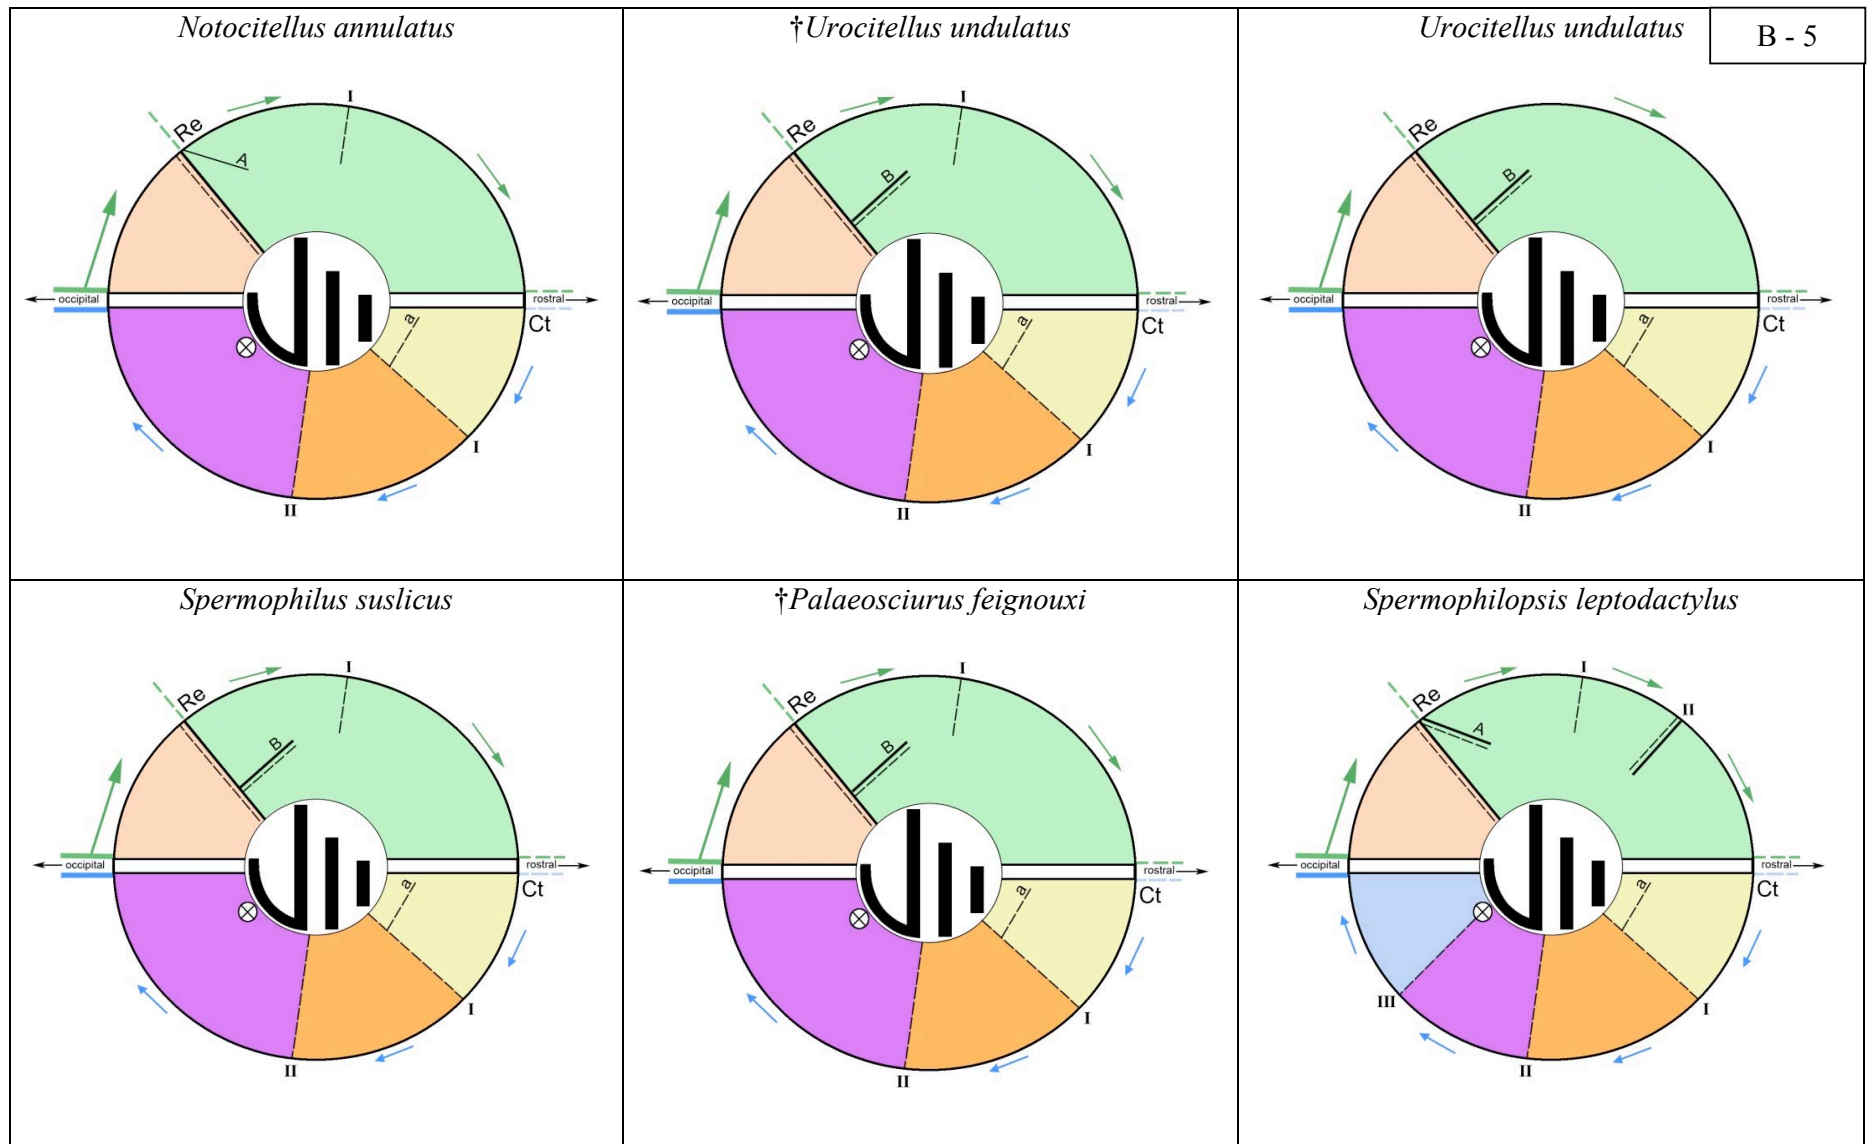 Notocitellus annulatus
I
Re
A
occipital
rostral
Ct
a
I
II
†Urocitellus undulatus
I
Re
B
occipital
rostral
Ct
a
I
II
Urocitellus undulatus
B - 5
Re
B
occipital
rostral
Ct
a
I
II
Spermophilus suslicus
I
Re
B
occipital
rostral
Ct
a
I
II
†Palaeosciurus feignouxi
I
Re
B
occipital
rostral
Ct
a
I
II
Spermophilopsis leptodactylus
I
Re
II
A
occipital
rostral
Ct
a
III
I
II